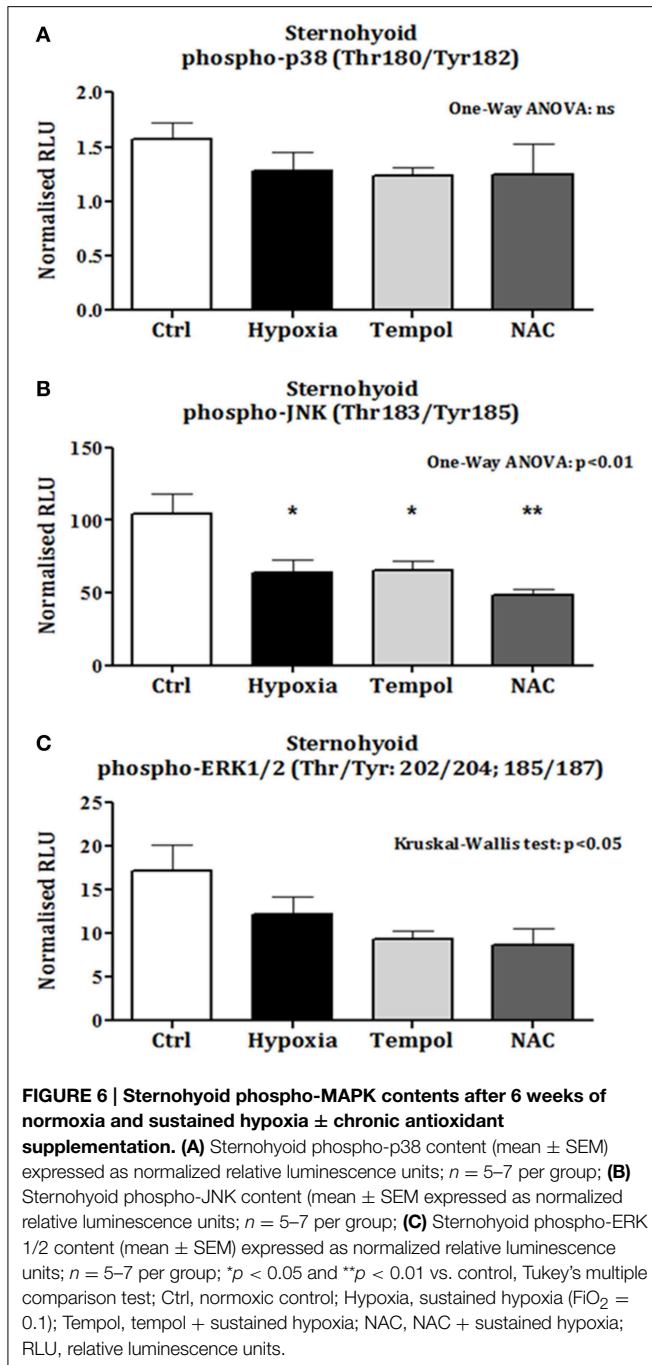 A
Sternohyoid
phospho-p38 (Thr180/Tyr182)
One-Way ANOVA: ns
Normalised RLU
2.0
1.5
1.0
0.5
0.0
Ctrl Hypoxia Tempol NAC
B
Sternohyoid
phospho-JNK (Thr183/Tyr185)
One-Way ANOVA: p<0.01
Normalised RLU
150
100
50
0
* * **
Ctrl Hypoxia Tempol NAC
C
Sternohyoid
phospho-ERK1/2 (Thr/Tyr: 202/204; 185/187)
Kruskal-Wallis test: p<0.05
Normalised RLU
25
20
15
10
5
0
Ctrl Hypoxia Tempol NAC
FIGURE 6 | Sternohyoid phospho-MAPK contents after 6 weeks of
normoxia and sustained hypoxia ± chronic antioxidant
supplementation. (A) Sternohyoid phospho-p38 content (mean ± SEM)
expressed as normalized relative luminescence units; n = 5–7 per group; (B)
Sternohyoid phospho-JNK content (mean ± SEM expressed as normalized
relative luminescence units; n = 5–7 per group; (C) Sternohyoid phospho-ERK
1/2 content (mean ± SEM) expressed as normalized relative luminescence
units; n = 5–7 per group; *p < 0.05 and **p < 0.01 vs. control, Tukey's multiple
comparison test; Ctrl, normoxic control; Hypoxia, sustained hypoxia (FiO₂ =
0.1); Tempol, tempol + sustained hypoxia; NAC, NAC + sustained hypoxia;
RLU, relative luminescence units.